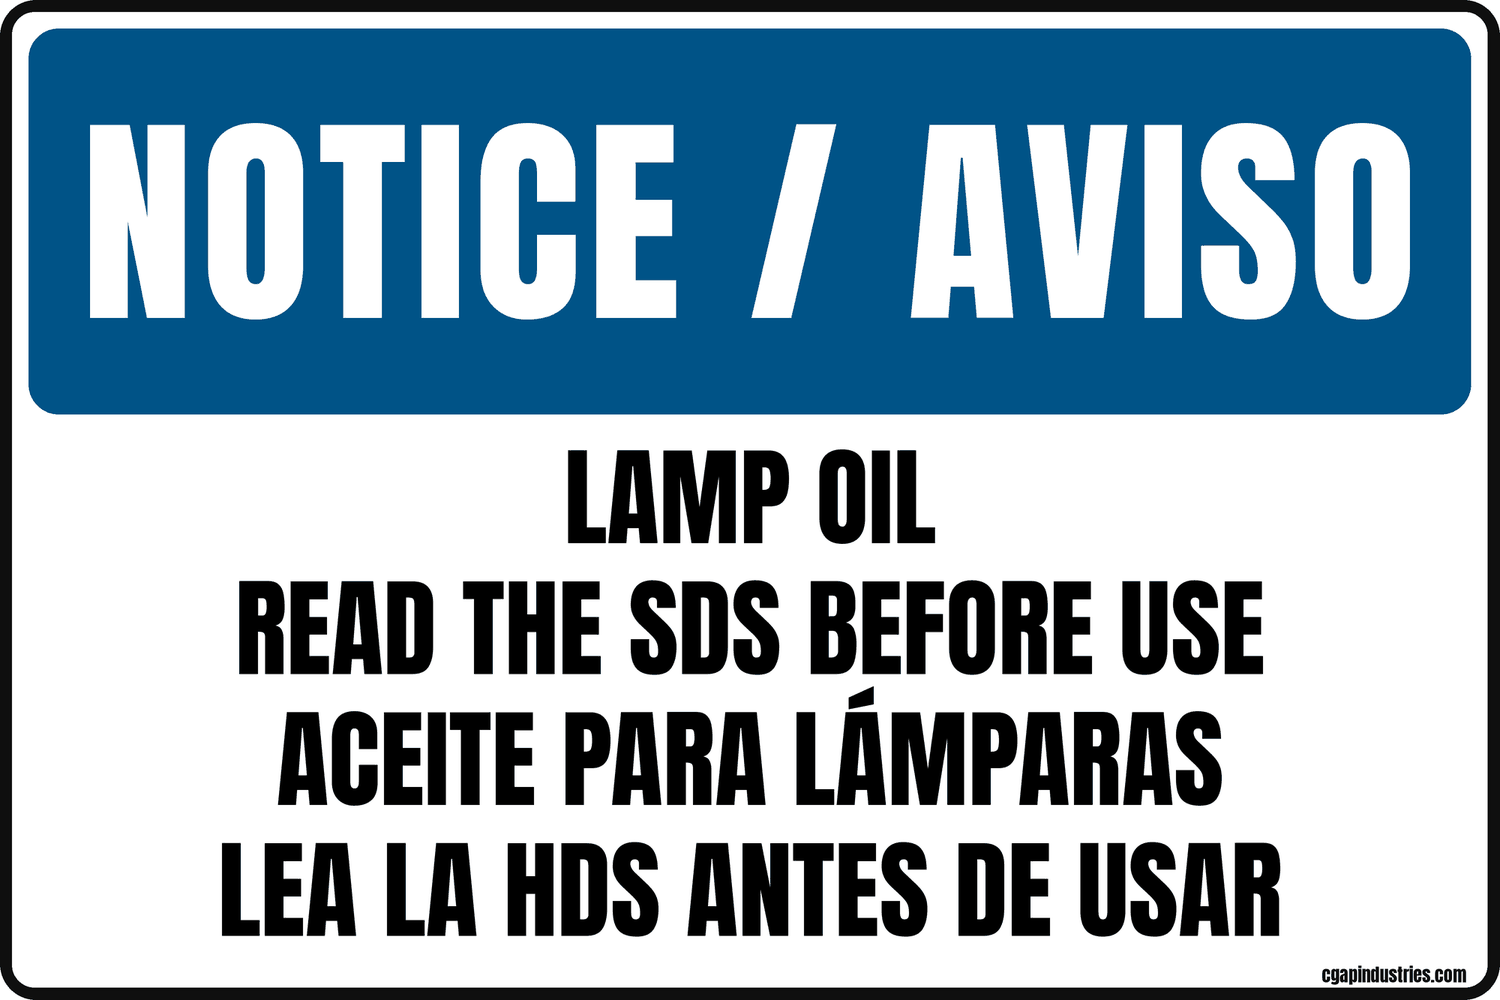 NOTICE / AVISO
LAMP OIL
READ THE SDS BEFORE USE
ACEITE PARA LÁMPARAS
LEA LA HDS ANTES DE USAR
cgapindustries.com